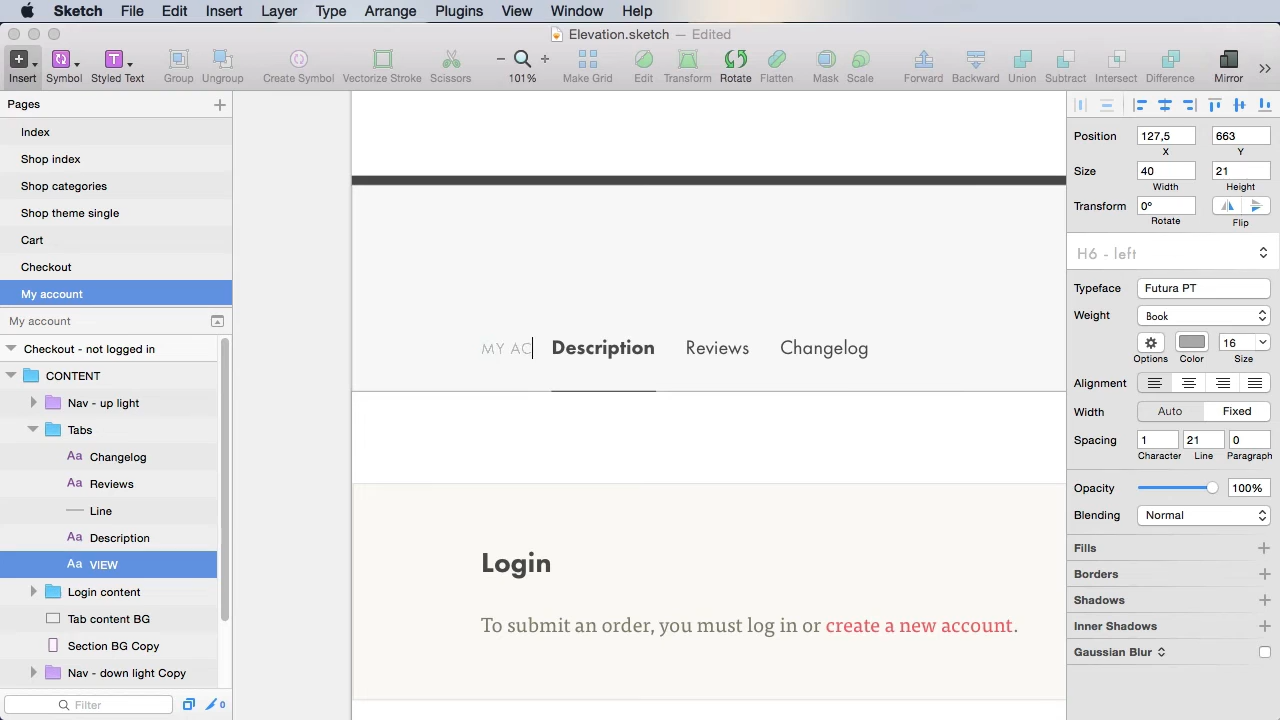 Sketch File Edit Insert Layer Type Arrange Plugins View Window Help
Elevation.sketch — Edited
Insert Symbol Styled Text Group Ungroup Create Symbol Vectorize Stroke Scissors 101% Make Grid Edit Transform Rotate Flatten Mask Scale Forward Backward Union Subtract Intersect Difference Mirror
Pages
Index
Shop index
Shop categories
Shop theme single
Cart
Checkout
My account
My account
Checkout - not logged in
CONTENT
Nav - up light
Tabs
Aa Changelog
Aa Reviews
Line
Aa Description
Aa VIEW
Login content
Tab content BG
Section BG Copy
Nav - down light Copy
Filter 0
MY AC Description Reviews Changelog
Login
To submit an order, you must log in or create a new account.
Position 127,5 663
X Y
Size 40 21
Width Height
Transform 0º
Rotate Flip
H6 - left
Typeface Futura PT
Weight Book
16
Options Color Size
Alignment
Width Auto Fixed
Spacing 1 21 0
Character Line Paragraph
Opacity 100%
Blending Normal
Fills
Borders
Shadows
Inner Shadows
Gaussian Blur